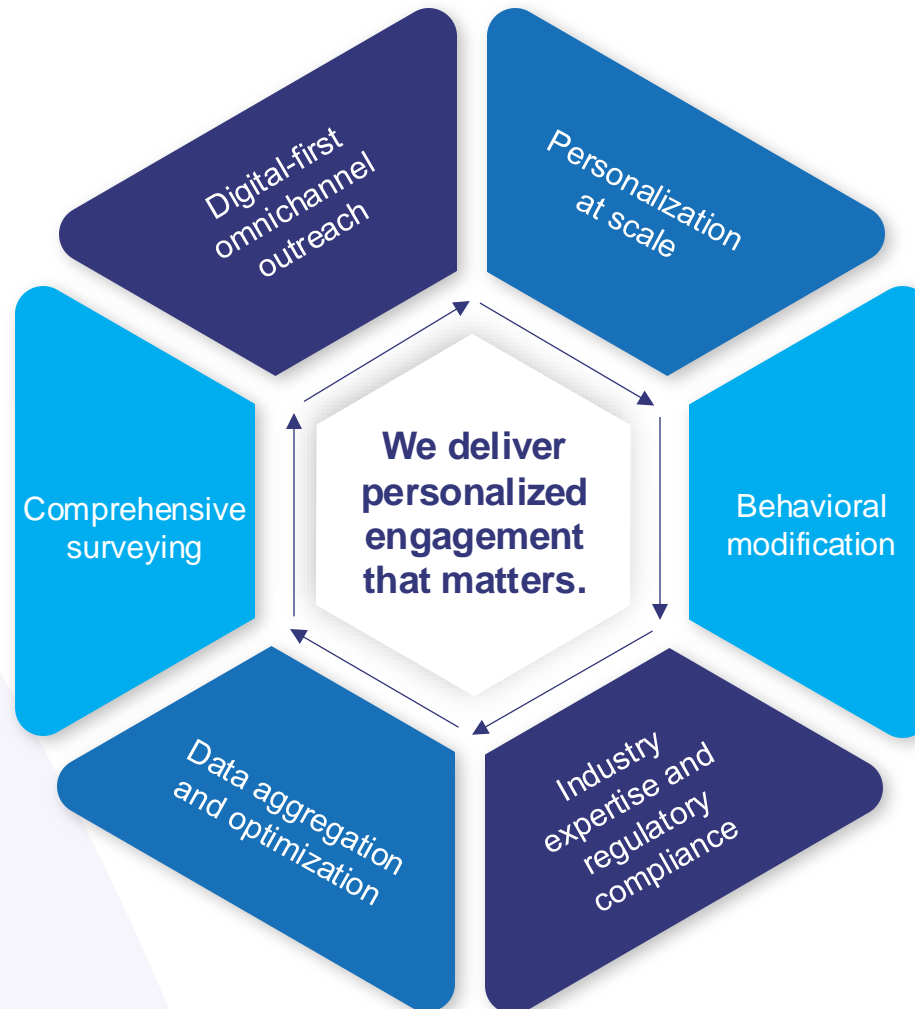 Digital-first
omnichannel
outreach
Personalization
at scale
Comprehensive
surveying
We deliver
personalized
engagement
that matters.
Behavioral
modification
Data aggregation
and optimization
Industry
expertise and
regulatory
compliance